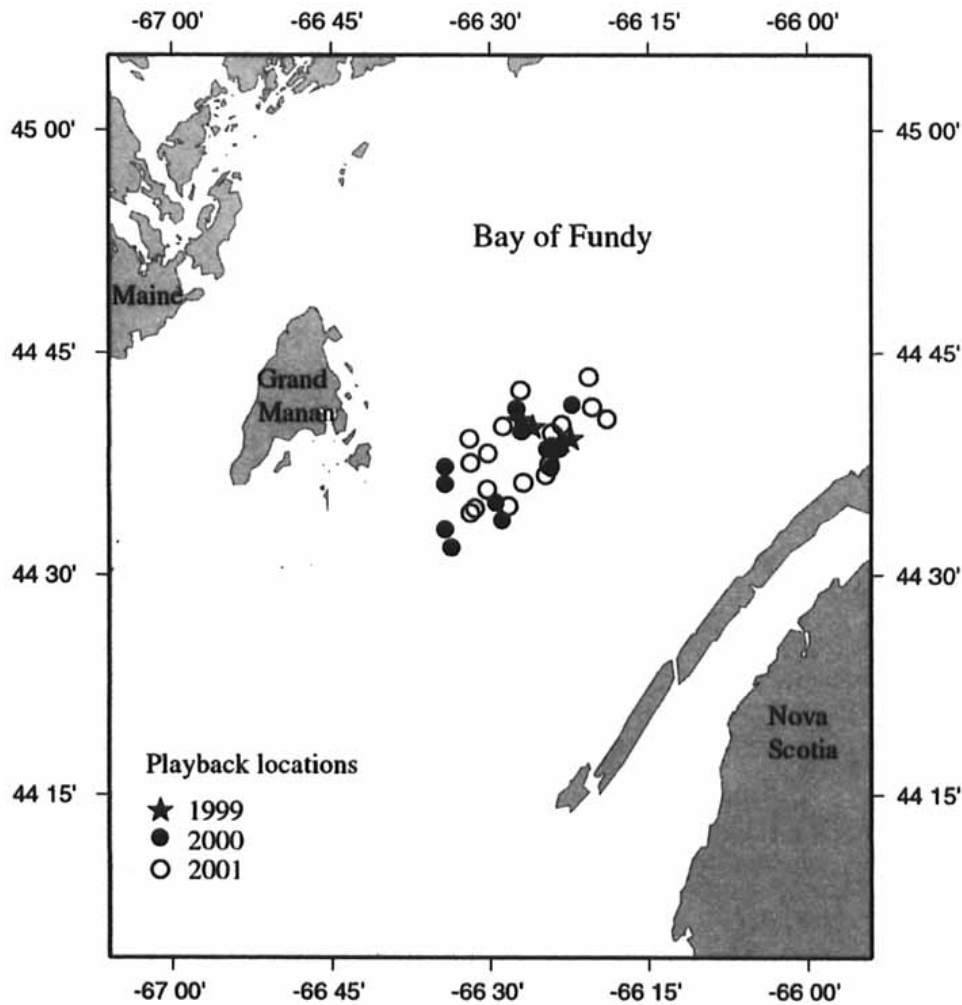 -67 00' -66 45' -66 30' -66 15' -66 00'
45 00' 45 00'
Bay of Fundy
Maine
44 45' 44 45'
Grand
Manan
44 30' 44 30'
Nova
Scotia
Playback locations
44 15' 44 15'
1999
2000
2001
-67 00' -66 45' -66 30' -66 15' -66 00'